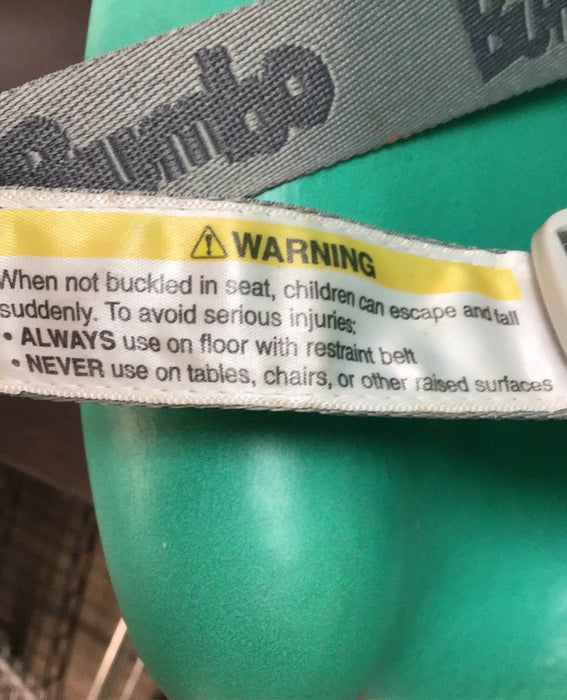 Bumbo
Bum
WARNING
When not buckled in seat, children can escape and fall
suddenly. To avoid serious injuries:
• ALWAYS use on floor with restraint belt
• NEVER use on tables, chairs, or other raised surfaces